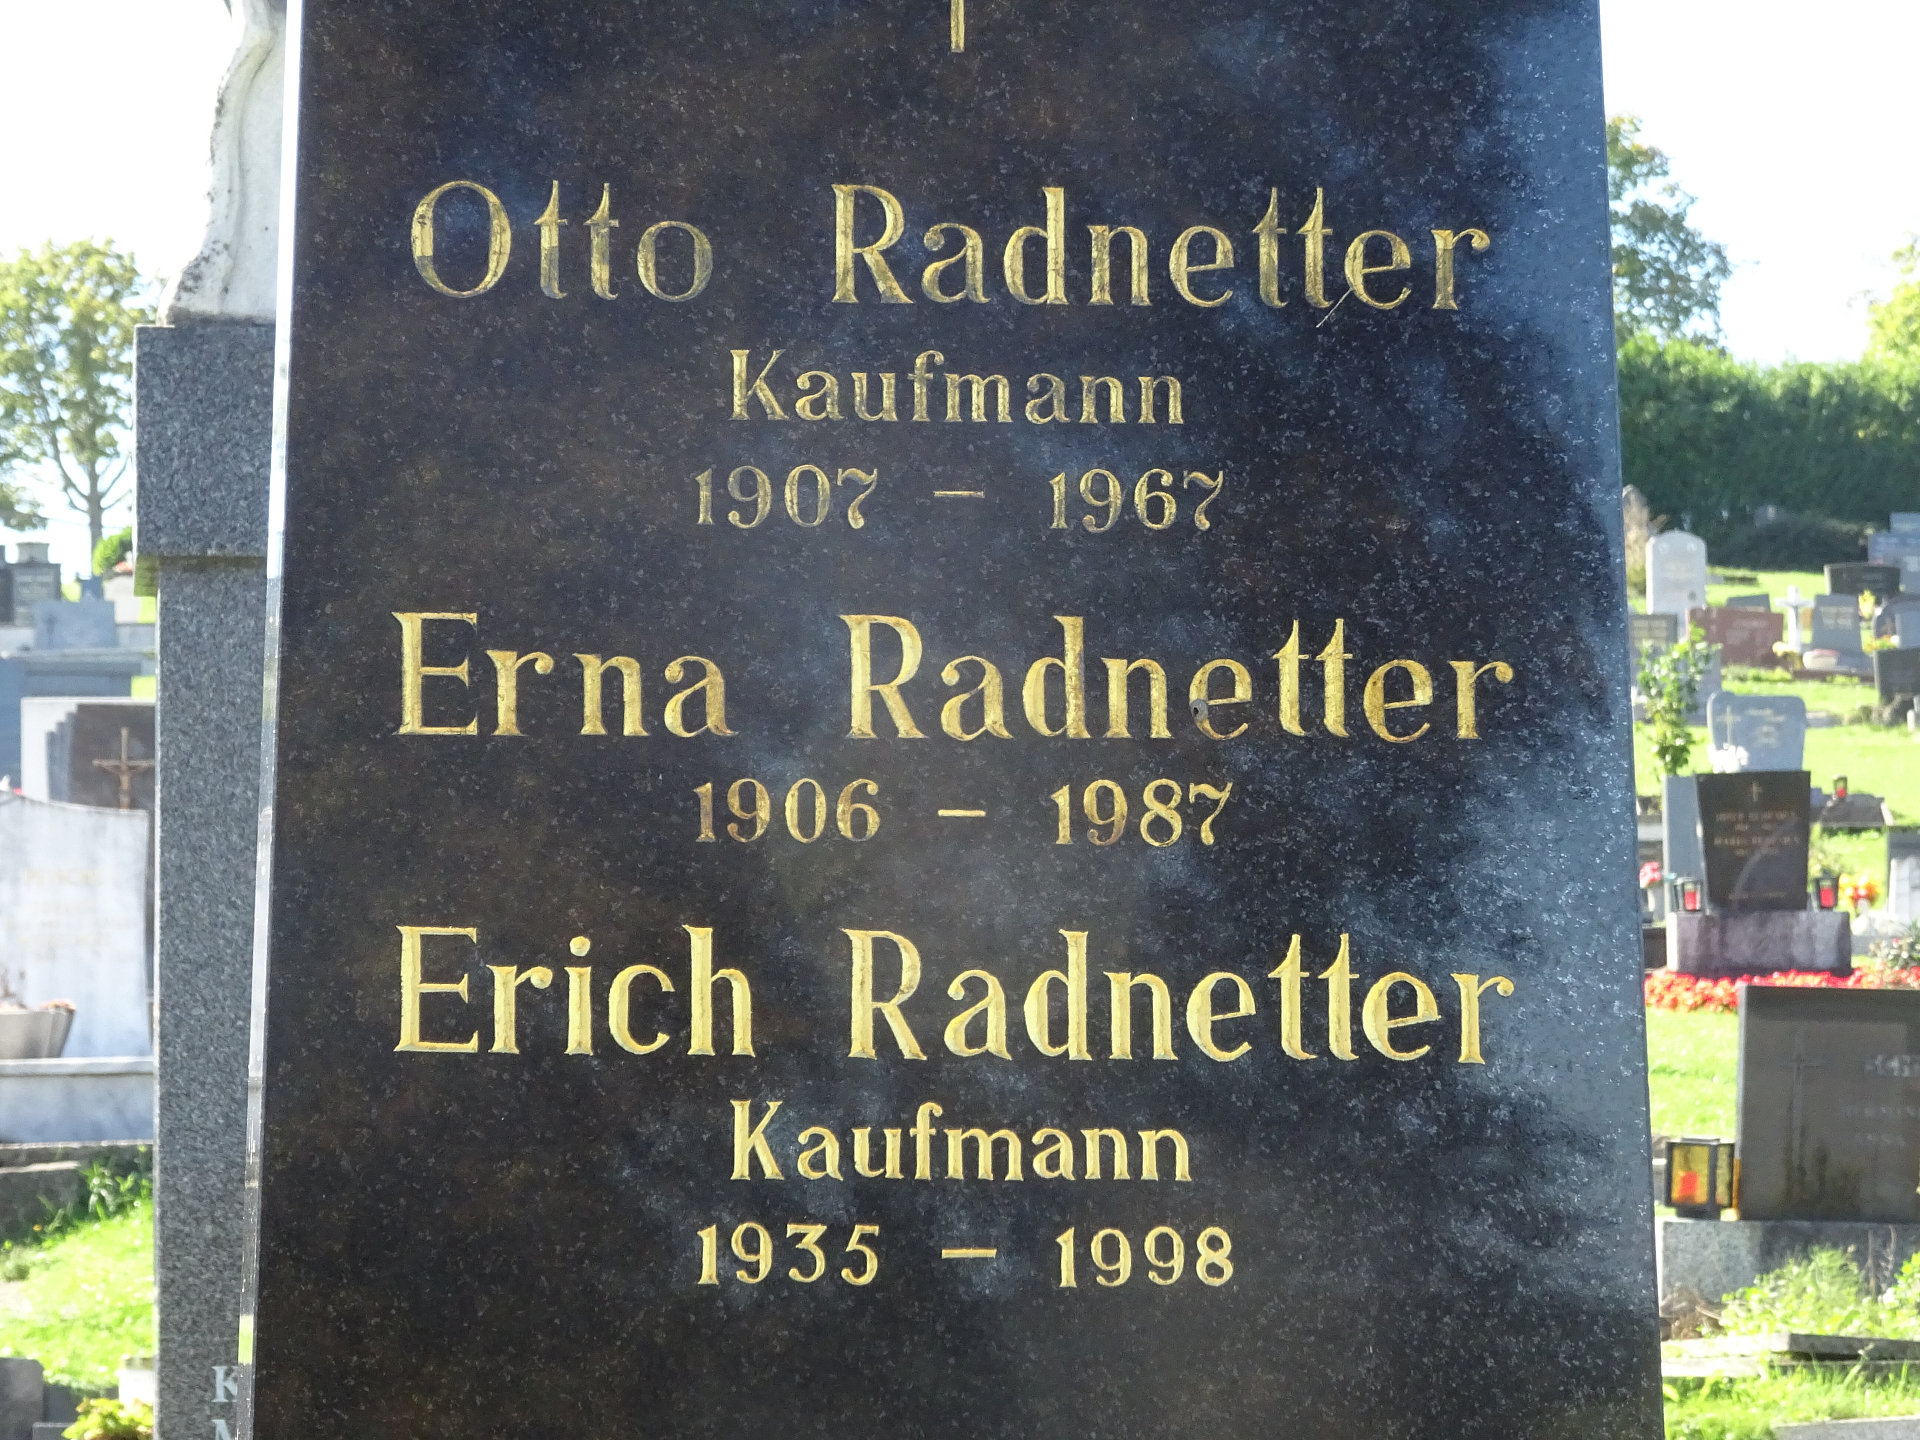 Otto Radnetter
Kaufmann
1907 – 1967
Erna Radnetter
1906 – 1987
Erich Radnetter
Kaufmann
1935 – 1998